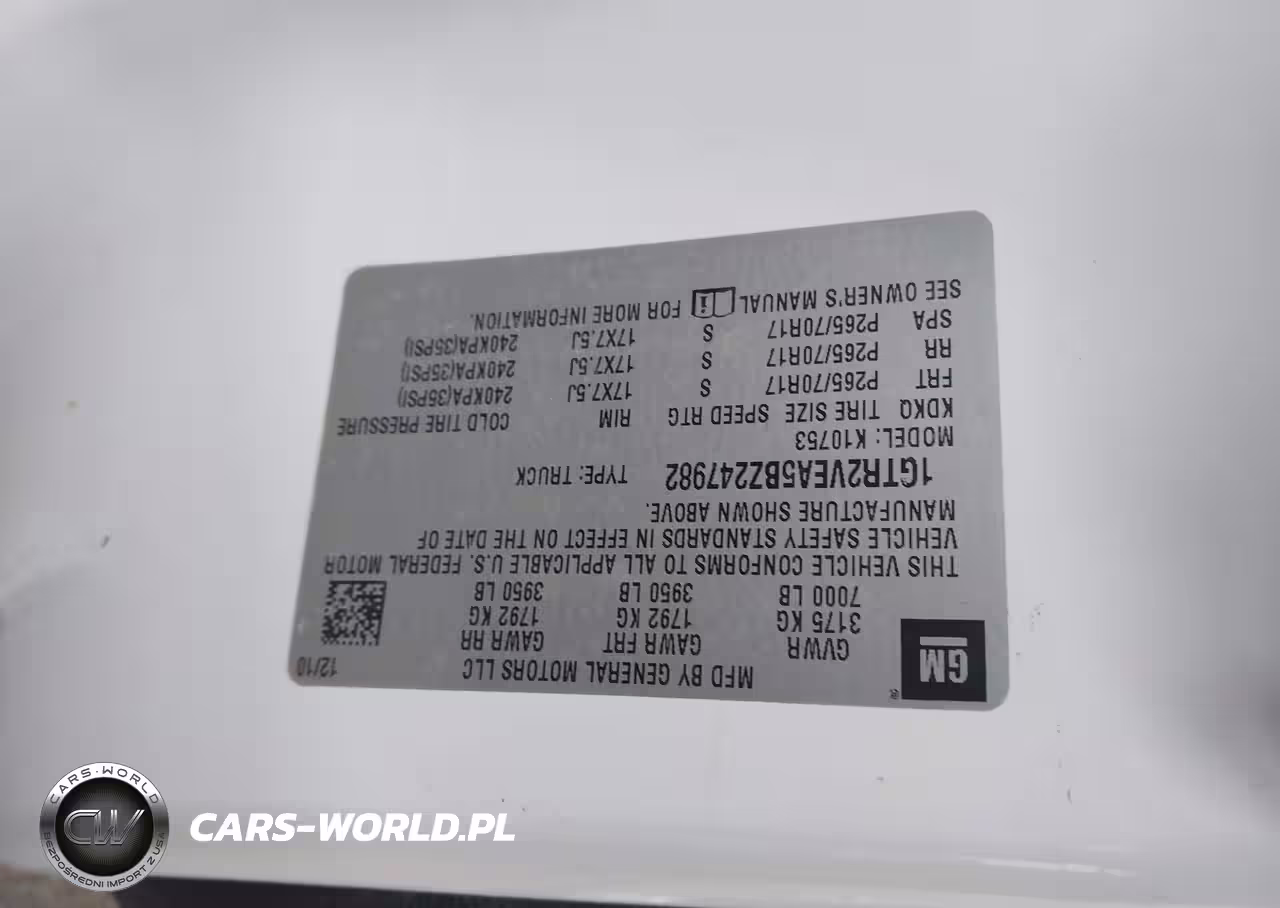 GM
®
MFD BY GENERAL MOTORS LLC 12/10
GVWR GAWR FRT GAWR RR
3175 KG 1792 KG 1792 KG
7000 LB 3950 LB 3950 LB
THIS VEHICLE CONFORMS TO ALL APPLICABLE U.S. FEDERAL MOTOR
VEHICLE SAFETY STANDARDS IN EFFECT ON THE DATE OF
MANUFACTURE SHOWN ABOVE.
1GTR2VEA5BZ247982 TYPE: TRUCK
MODEL: K10753
KDKQ TIRE SIZE SPEED RTG RIM COLD TIRE PRESSURE
FRT P265/70R17 S 17X7.5J 240KPA(35PSI)
RR P265/70R17 S 17X7.5J 240KPA(35PSI)
SPA P265/70R17 S 17X7.5J 240KPA(35PSI)
SEE OWNER'S MANUAL i FOR MORE INFORMATION.
CARS-WORLD
CW
BEZPOŚREDNI IMPORT Z USA
CARS-WORLD.PL